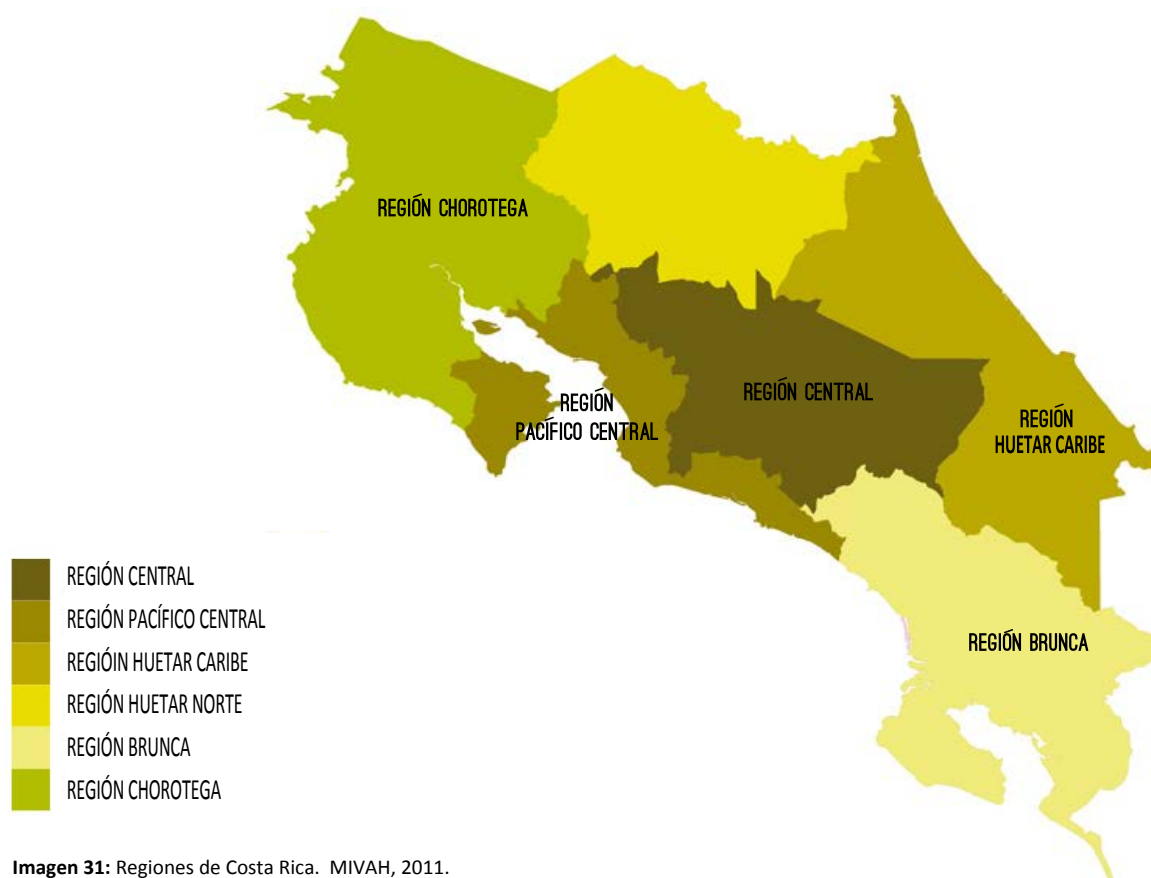 REGIÓN CHOROTEGA
REGIÓN CENTRAL
REGIÓN
PACÍFICO CENTRAL
REGIÓN
HUETAR CARIBE
REGIÓN BRUNCA
REGIÓN CENTRAL
REGIÓN PACÍFICO CENTRAL
REGIÓIN HUETAR CARIBE
REGIÓN HUETAR NORTE
REGIÓN BRUNCA
REGIÓN CHOROTEGA
Imagen 31: Regiones de Costa Rica. MIVAH, 2011.